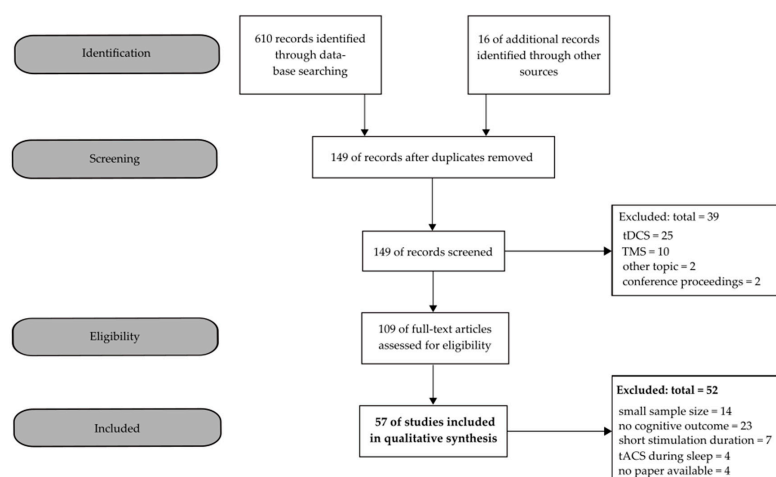 Identification
610 records identified
through data-
base searching
16 of additional records
identified through other
sources
Screening
149 of records after duplicates removed
149 of records screened
Excluded: total = 39
tDCS = 25
TMS = 10
other topic = 2
conference proceedings = 2
Eligibility
109 of full-text articles
assessed for eligibility
Included
57 of studies included
in qualitative synthesis
Excluded: total = 52
small sample size = 14
no cognitive outcome = 23
short stimulation duration = 7
tACS during sleep = 4
no paper available = 4